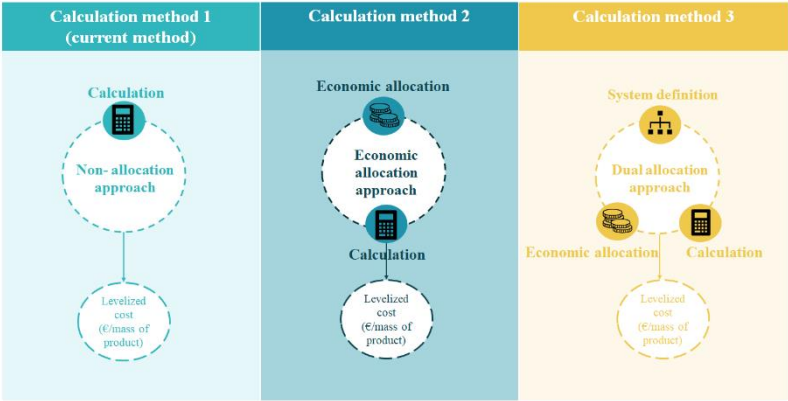 Calculation method 1
(current method)
Calculation
Non- allocation
approach
Levelized
cost
(€/mass of
product)
Calculation method 2
Economic allocation
Economic
allocation
approach
Calculation
Levelized
cost
(€/mass of
product)
Calculation method 3
System definition
Dual allocation
approach
Economic allocation
Calculation
Levelized
cost
(€/mass of
product)